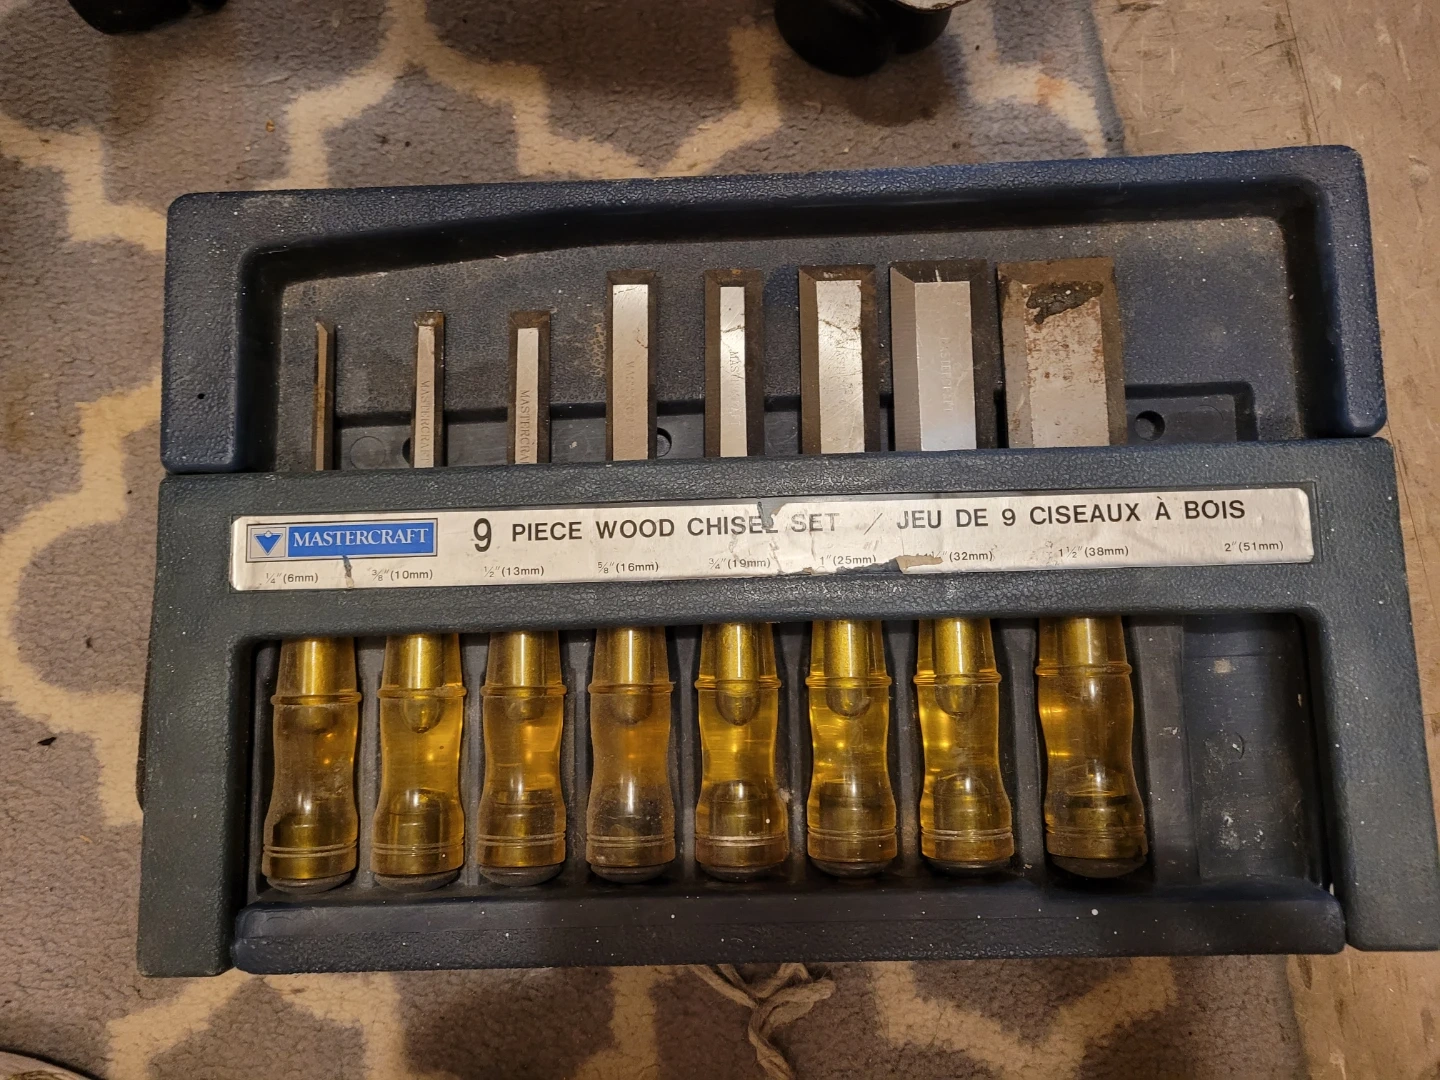 MASTERCRAFT
MASTERCRA
MASTERCRAFT 9 PIECE WOOD CHISEL SET / JEU DE 9 CISEAUX À BOIS
¼"(6mm) ⅜"(10mm) ½"(13mm) ⅝"(16mm) ¾"(19mm) 1"(25mm) (32mm) 1½"(38mm) 2"(51mm)